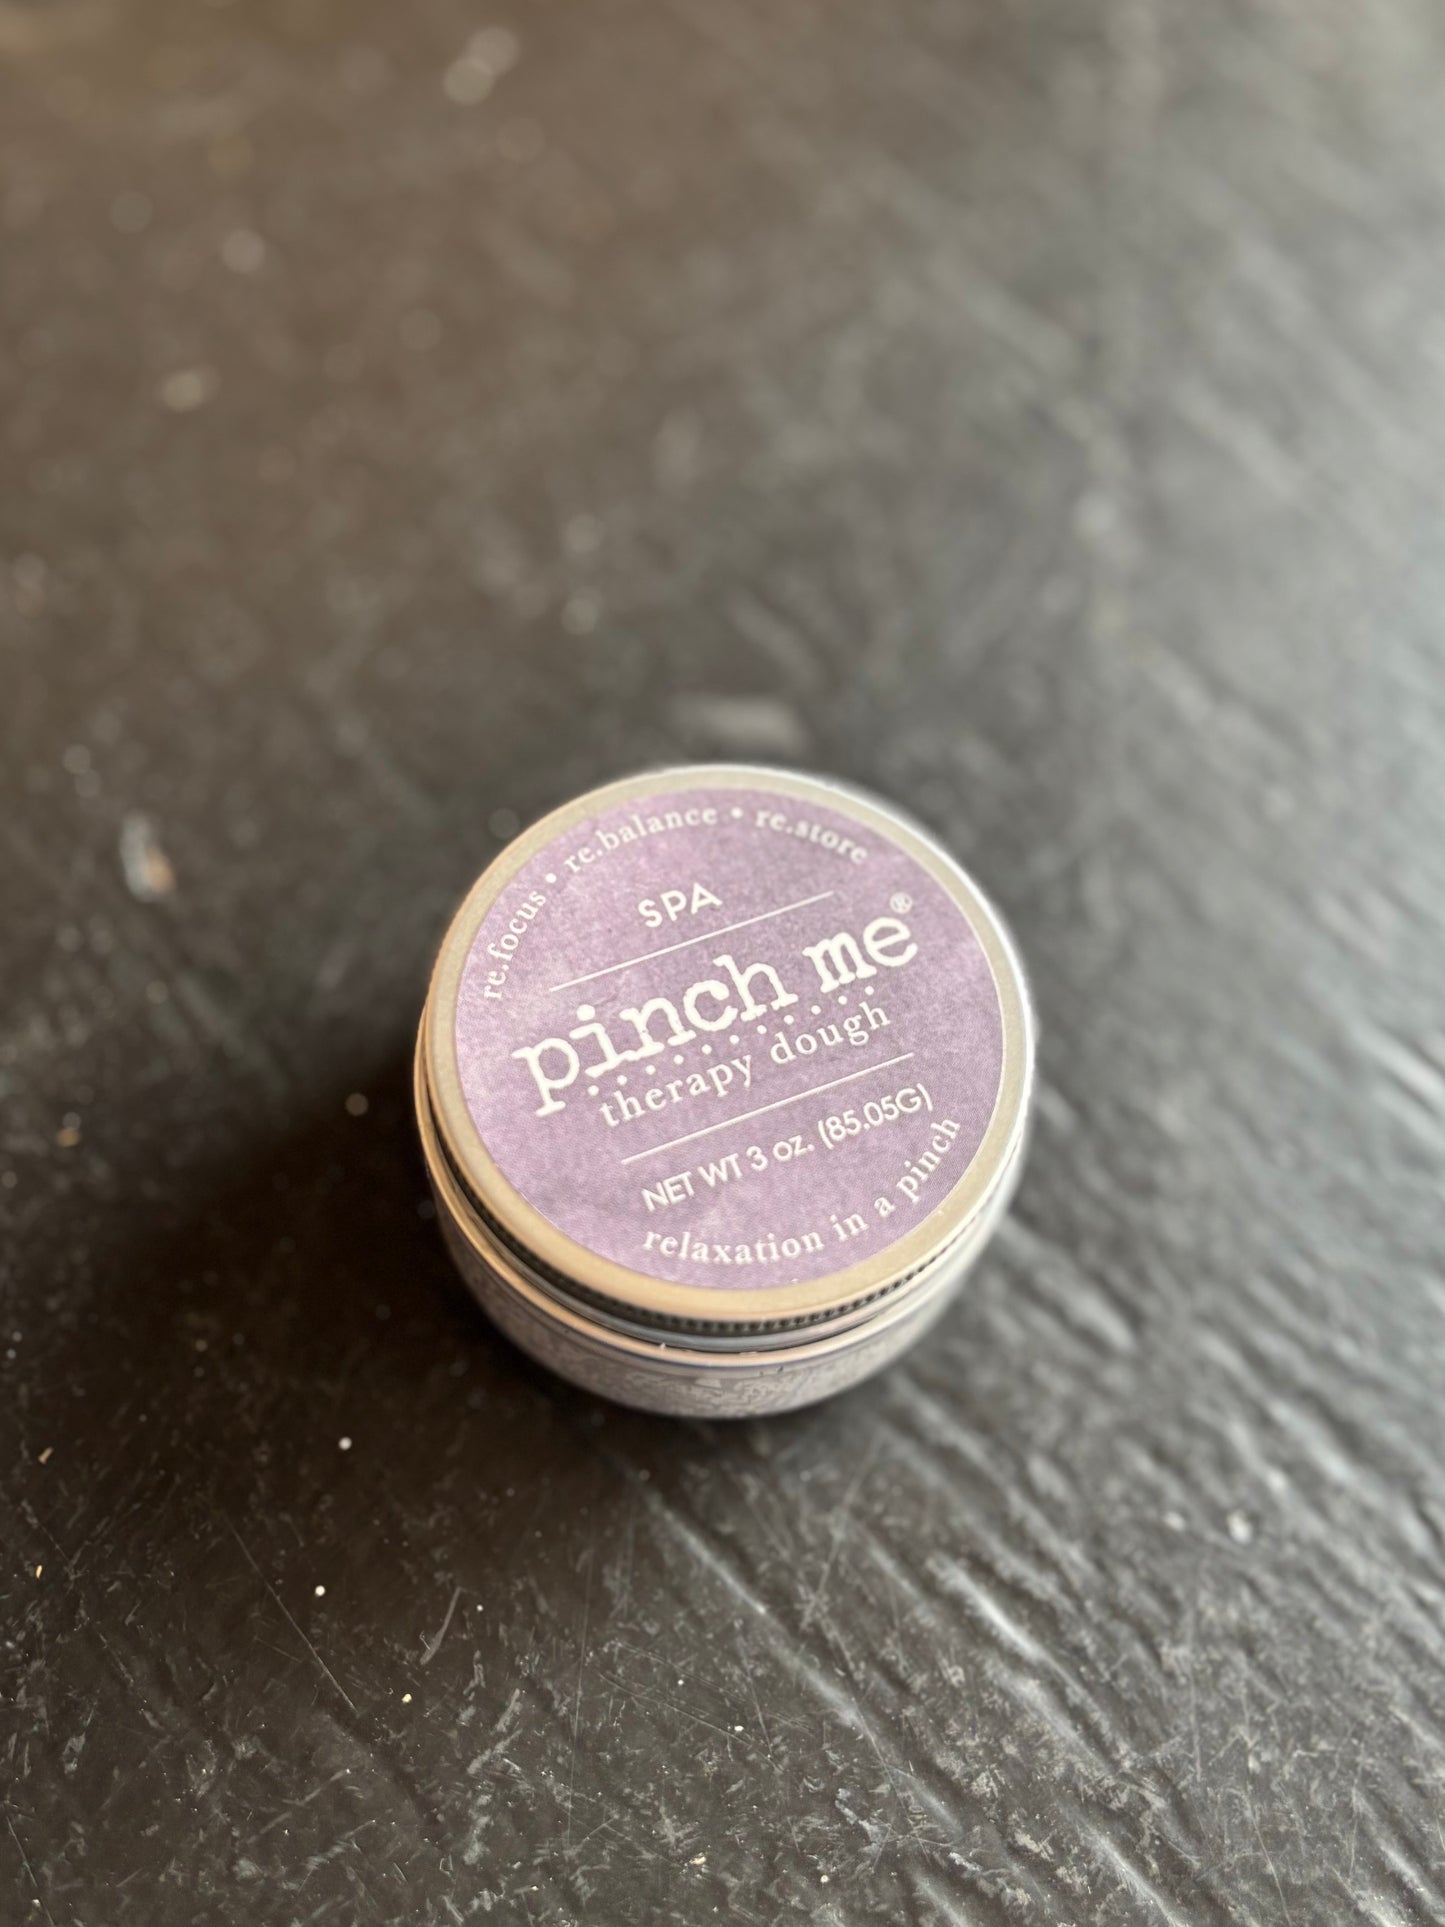 re.focus • re.balance • re.store
SPA
pinch me®
therapy dough
NET WT 3 oz. (85.05G)
relaxation in a pinch